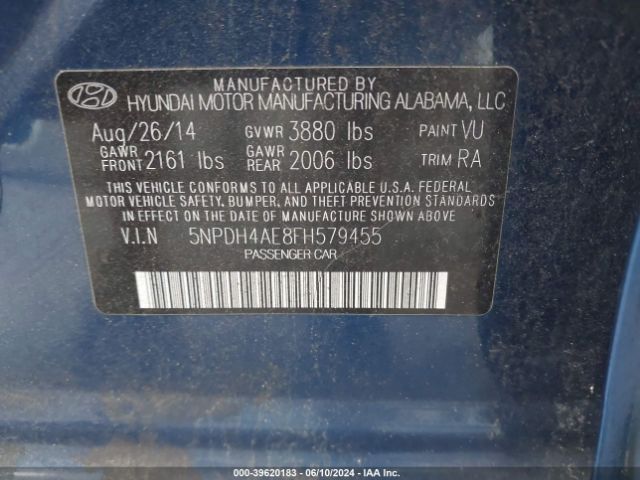 MANUFACTURED BY
HYUNDAI MOTOR MANUFACTURING ALABAMA, LLC
Aug/26/14 GVWR 3880 lbs PAINT VU
GAWR FRONT 2161 lbs GAWR REAR 2006 lbs TRIM RA
THIS VEHICLE CONFORMS TO ALL APPLICABLE U.S.A. FEDERAL
MOTOR VEHICLE SAFETY, BUMPER, AND THEFT PREVENTION STANDARDS
IN EFFECT ON THE DATE OF MANUFACTURE SHOWN ABOVE
V.I.N 5NPDH4AE8FH579455
PASSENGER CAR
000-39620183 - 06/10/2024 - IAA Inc.